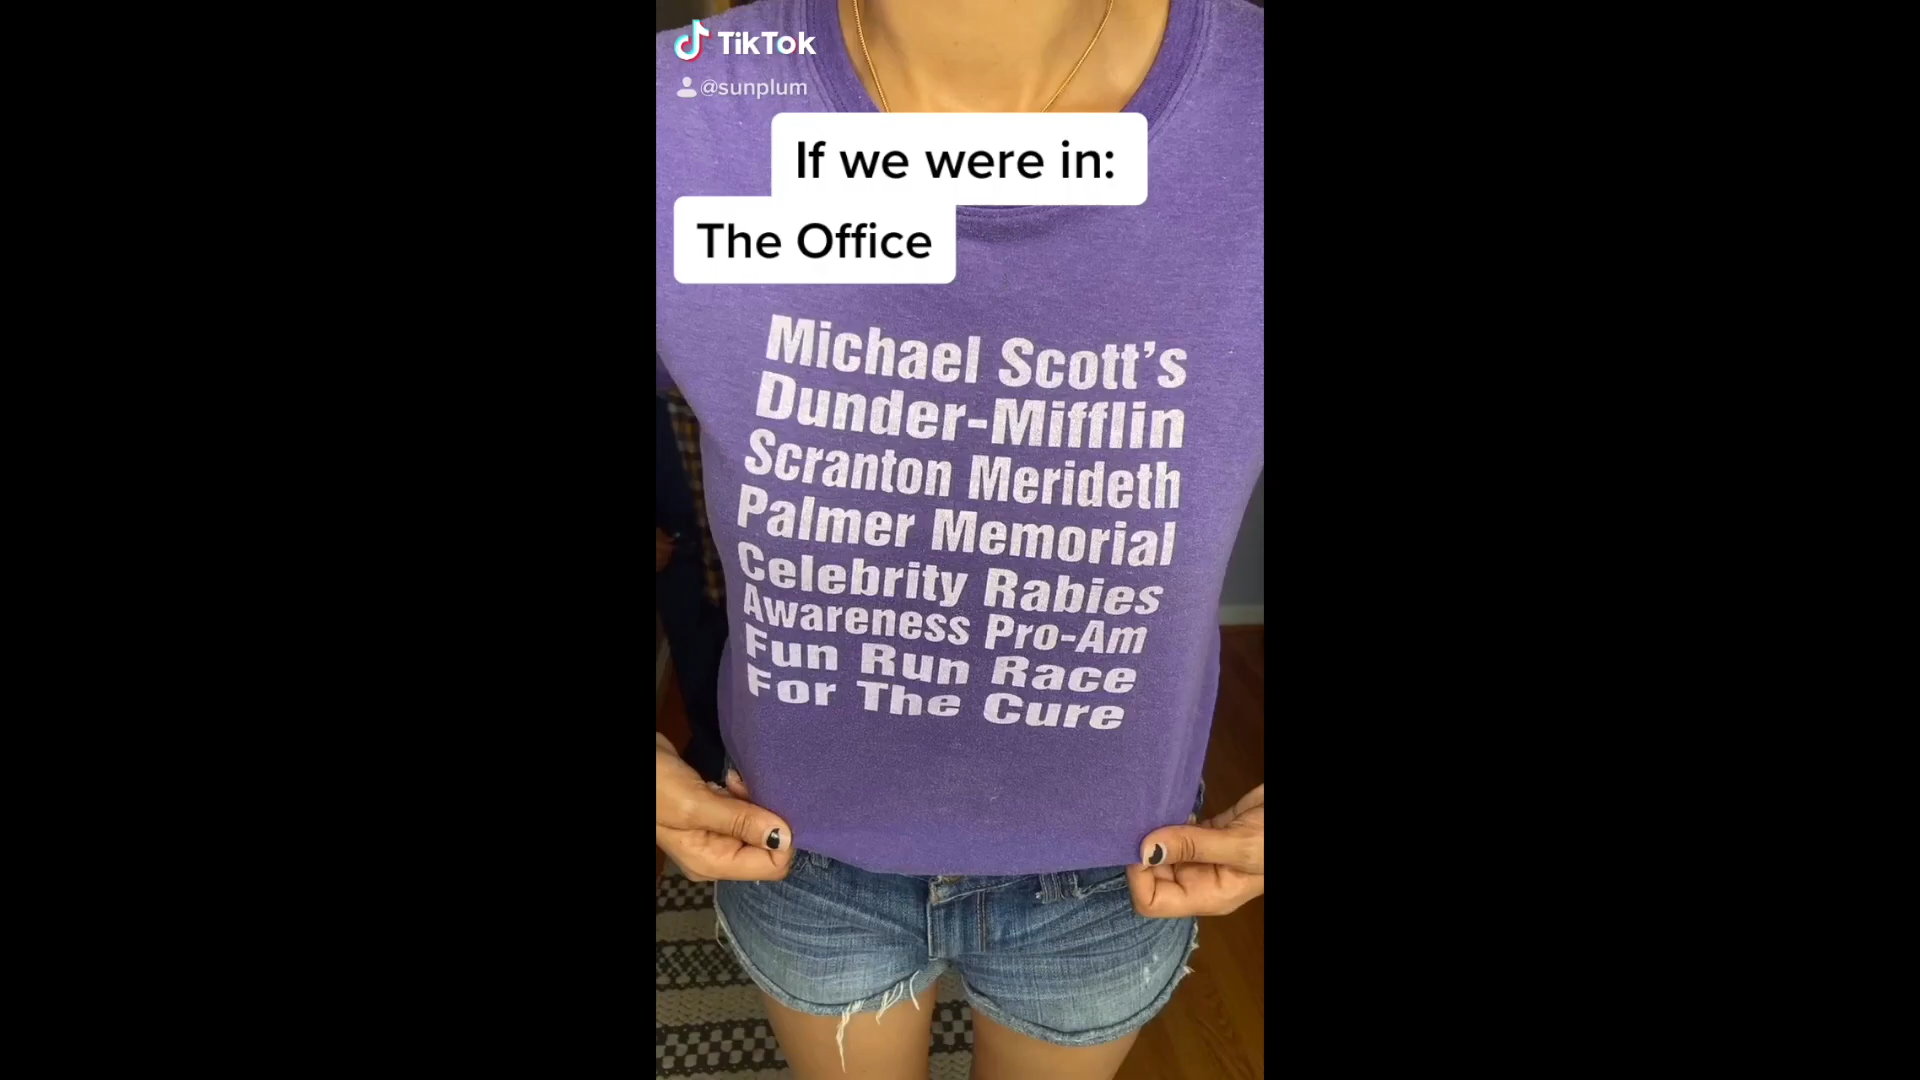 TikTok
@sunplum
If we were in:
The Office
Michael Scott's
Dunder-Mifflin
Scranton Merideth
Palmer Memorial
Celebrity Rabies
Awareness Pro-Am
Fun Run Race
For The Cure